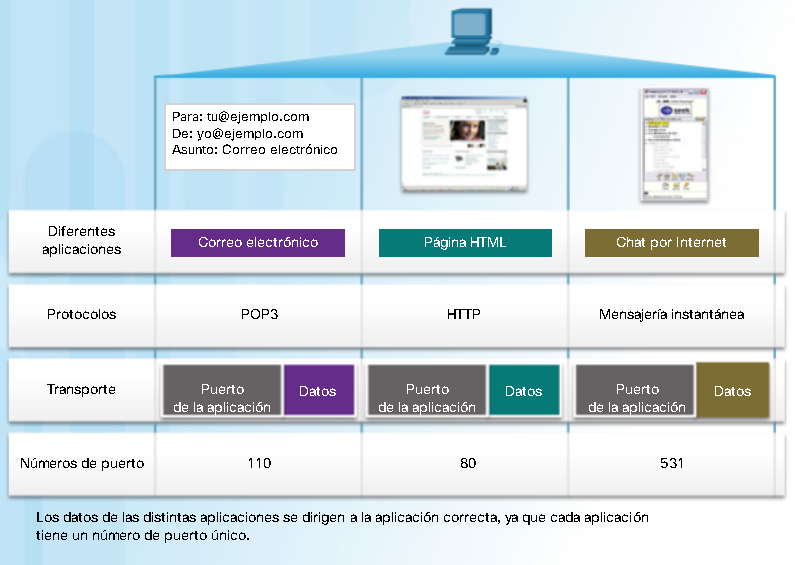 Para: tu@ejemplo.com
De: yo@ejemplo.com
Asunto: Correo electrónico
Diferentes
aplicaciones
Correo electrónico
Página HTML
Chat por Internet
Protocolos
POP3
HTTP
Mensajería instantánea
Transporte
Puerto
de la aplicación
Datos
Puerto
de la aplicación
Datos
Puerto
de la aplicación
Datos
Números de puerto
110
80
531
Los datos de las distintas aplicaciones se dirigen a la aplicación correcta, ya que cada aplicación
tiene un número de puerto único.